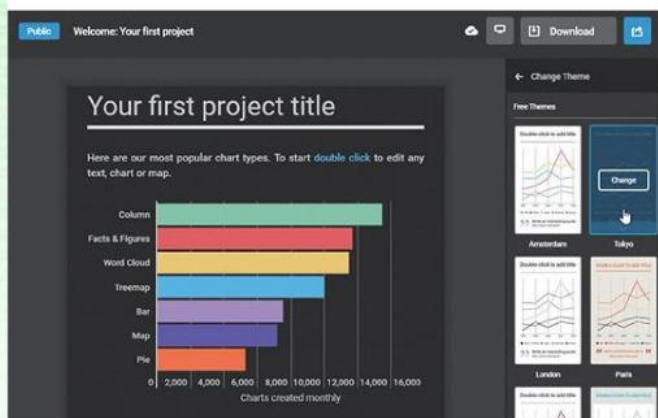 Public
Welcome: Your first project
Download
Your first project title
Here are our most popular chart types. To start double click to edit any
text, chart or map.
Column
Facts & Figures
Word Cloud
Treemap
Bar
Map
Pie
0 2,000 4,000 6,000 8,000 10,000 12,000 14,000 16,000
Charts created monthly
← Change Theme
Free Themes
Double click to add title
Change
Amsterdam Tokyo
Double click to add title DOUBLE CLICK TO ADD TITLE
London Paris
Double click to add title